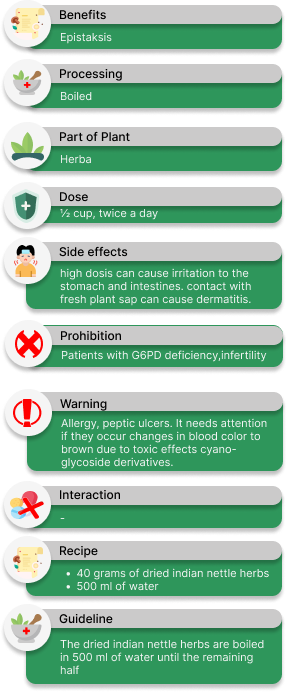 Benefits
Epistaksis
Processing
Boiled
Part of Plant
Herba
Dose
½ cup, twice a day
Side effects
high dosis can cause irritation to the
stomach and intestines. contact with
fresh plant sap can cause dermatitis.
Prohibition
Patients with G6PD deficiency,infertility
Warning
Allergy, peptic ulcers. It needs attention
if they occur changes in blood color to
brown due to toxic effects cyano-
glycoside derivatives.
Interaction
-
Recipe
• 40 grams of dried indian nettle herbs
• 500 ml of water
Guideline
The dried indian nettle herbs are boiled
in 500 ml of water until the remaining
half